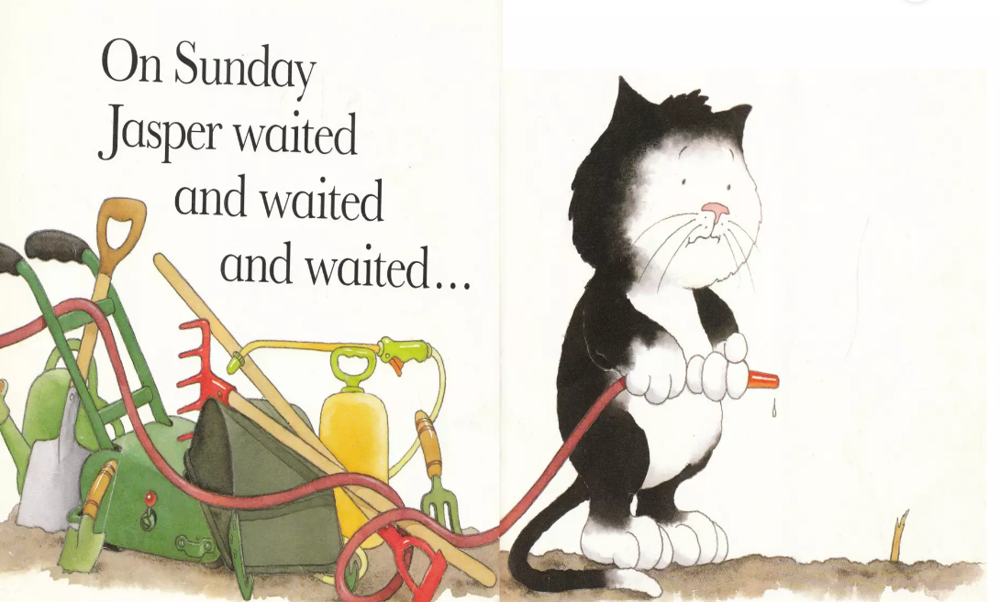 On Sunday
Jasper waited
and waited
and waited...